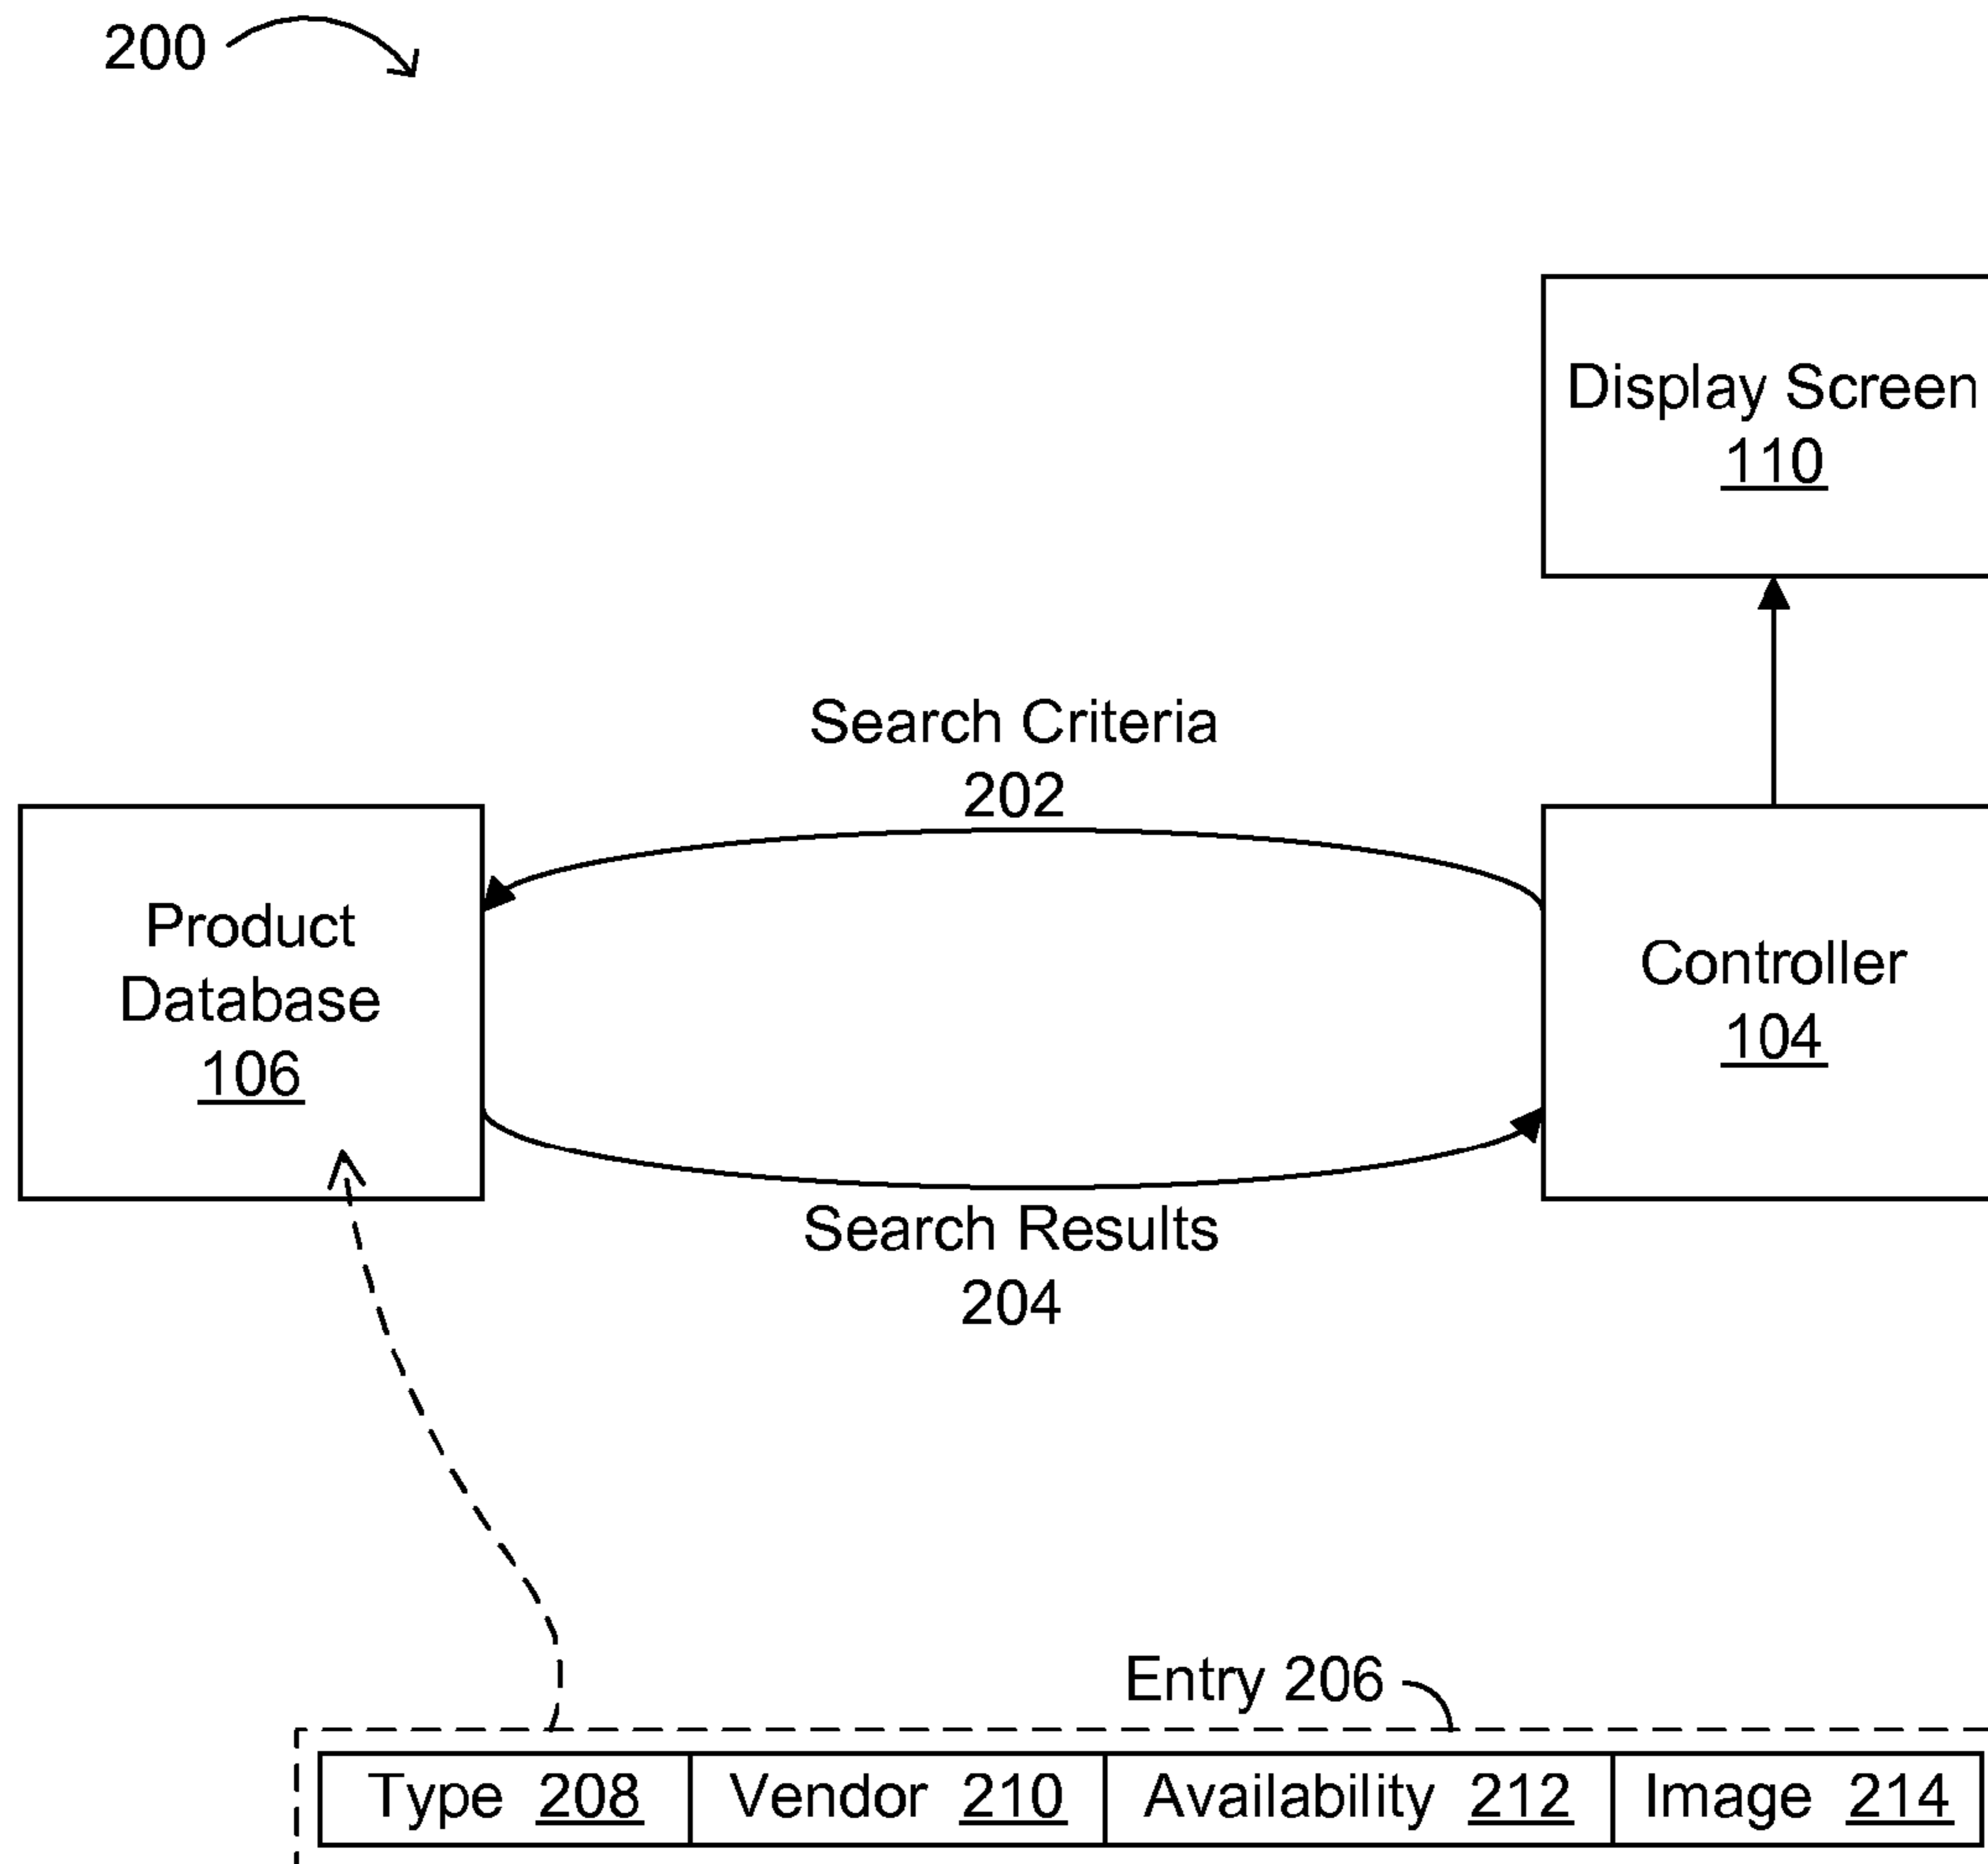 200
Display Screen
110
Search Criteria
202
Product
Database
106
Controller
104
Search Results
204
Entry 206
Type 208 Vendor 210 Availability 212 Image 214